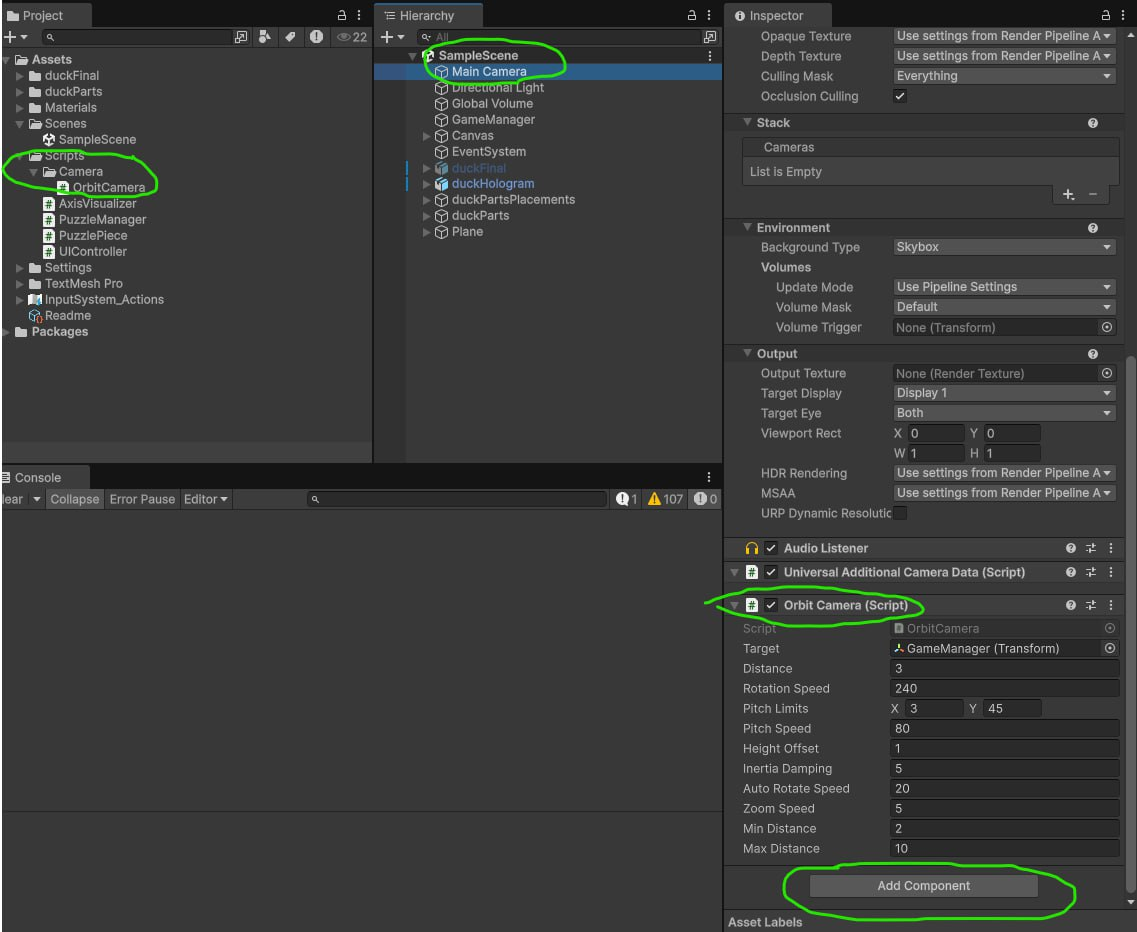 Project
22
Assets
duckFinal
duckParts
Materials
Scenes
SampleScene
Scripts
Camera
OrbitCamera
AxisVisualizer
PuzzleManager
PuzzlePiece
UIController
Settings
TextMesh Pro
InputSystem_Actions
Readme
Packages
Hierarchy
All
SampleScene
Main Camera
Directional Light
Global Volume
GameManager
Canvas
EventSystem
duckFinal
duckHologram
duckPartsPlacements
duckParts
Plane
Console
lear Collapse Error Pause Editor 1 107 0
Inspector
Opaque Texture Use settings from Render Pipeline A
Depth Texture Use settings from Render Pipeline A
Culling Mask Everything
Occlusion Culling
Stack
Cameras
List is Empty
Environment
Background Type Skybox
Volumes
Update Mode Use Pipeline Settings
Volume Mask Default
Volume Trigger None (Transform)
Output
Output Texture None (Render Texture)
Target Display Display 1
Target Eye Both
Viewport Rect X 0 Y 0
W 1 H 1
HDR Rendering Use settings from Render Pipeline A
MSAA Use settings from Render Pipeline A
URP Dynamic Resolutic
Audio Listener
# Universal Additional Camera Data (Script)
# Orbit Camera (Script)
Script OrbitCamera
Target GameManager (Transform)
Distance 3
Rotation Speed 240
Pitch Limits X 3 Y 45
Pitch Speed 80
Height Offset 1
Inertia Damping 5
Auto Rotate Speed 20
Zoom Speed 5
Min Distance 2
Max Distance 10
Add Component
Asset Labels